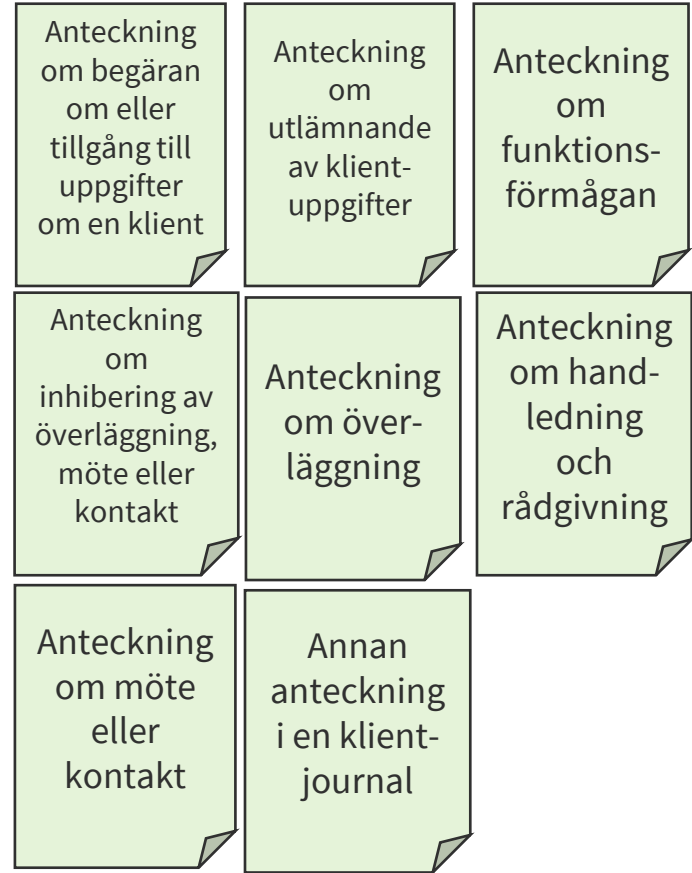 Anteckning
om begäran
om eller
tillgång till
uppgifter
om en klient
Anteckning
om
utlämnande
av klient-
uppgifter
Anteckning
om
funktions-
förmågan
Anteckning
om
inhibering av
överläggning,
möte eller
kontakt
Anteckning
om över-
läggning
Anteckning
om hand-
ledning
och
rådgivning
Anteckning
om möte
eller
kontakt
Annan
anteckning
i en klient-
journal